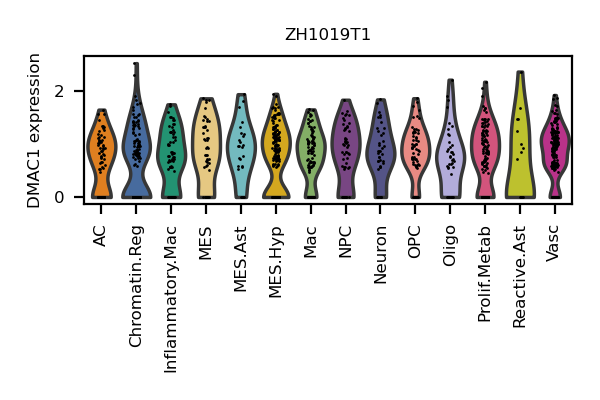 ZH1019T1
DMAC1 expression
2
0
AC
Chromatin.Reg
Inflammatory.Mac
MES
MES.Ast
MES.Hyp
Mac
NPC
Neuron
OPC
Oligo
Prolif.Metab
Reactive.Ast
Vasc